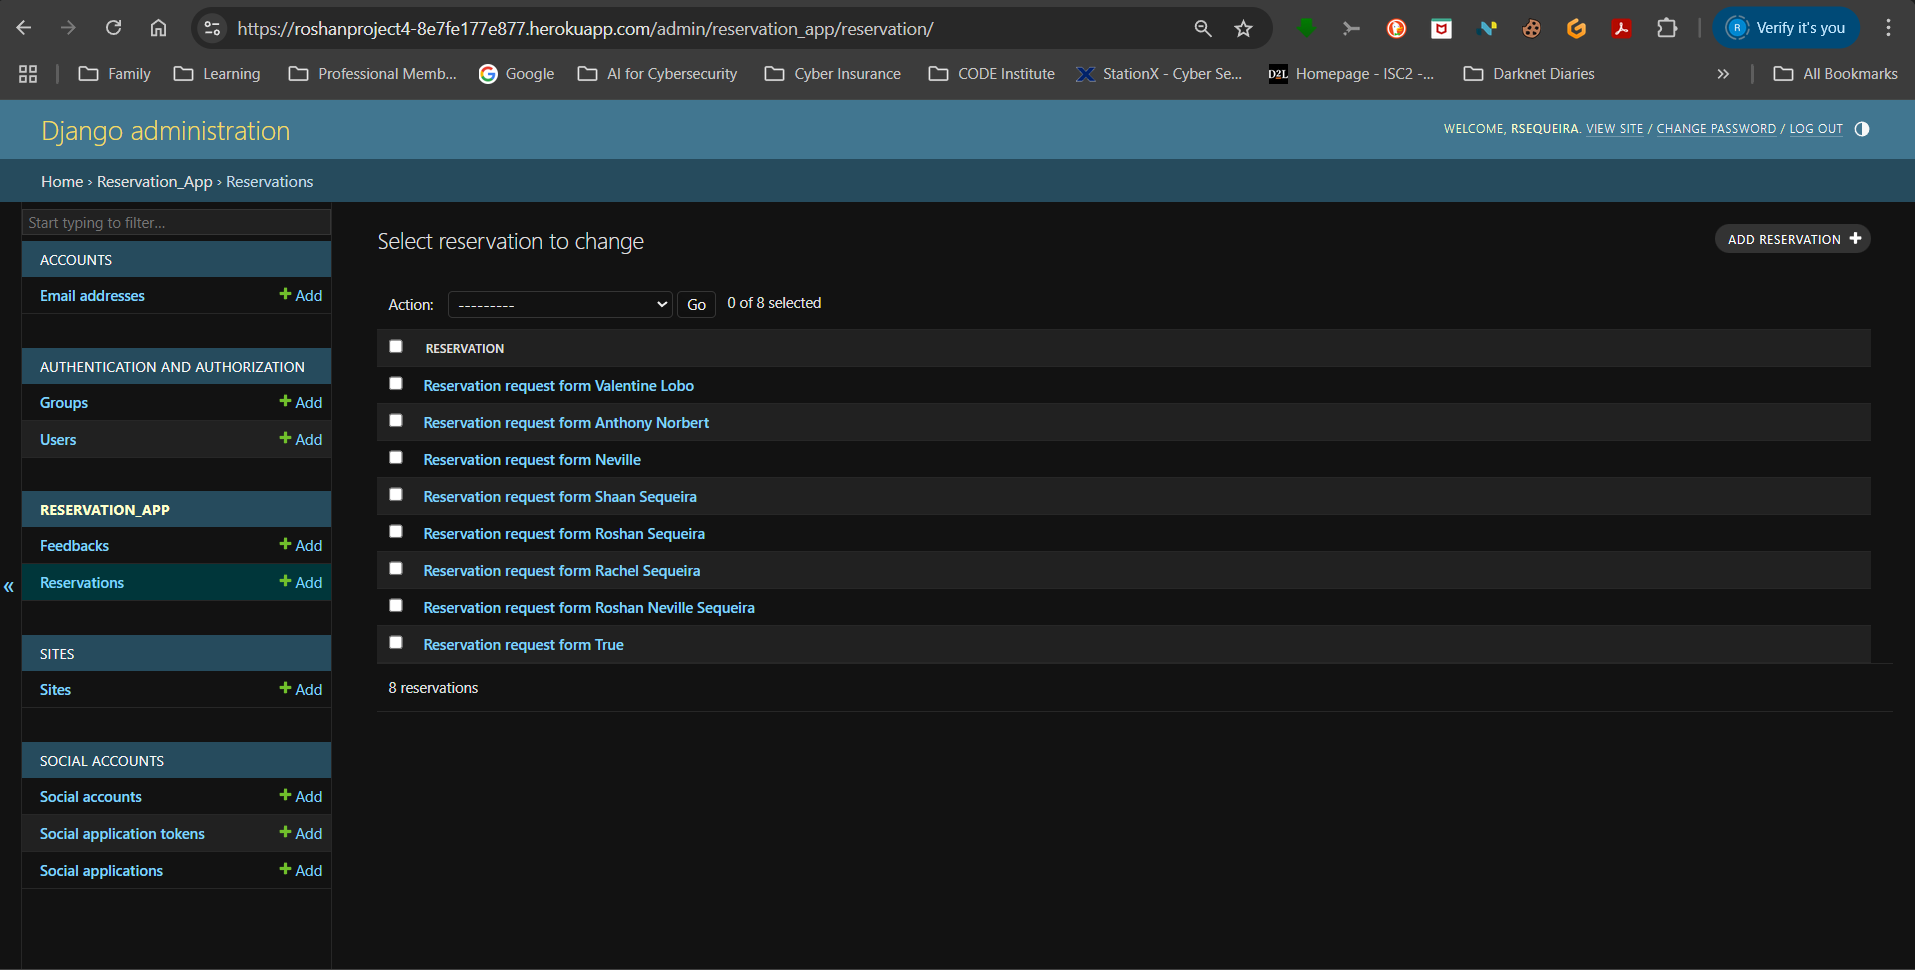 https://roshanproject4-8e7fe177e877.herokuapp.com/admin/reservation_app/reservation/
R Verify it's you
Family Learning Professional Memb... Google AI for Cybersecurity Cyber Insurance CODE Institute StationX - Cyber Se... D2L Homepage - ISC2 -... Darknet Diaries » All Bookmarks
Django administration
WELCOME, RSEQUEIRA. VIEW SITE / CHANGE PASSWORD / LOG OUT
Home › Reservation_App › Reservations
Start typing to filter...
ACCOUNTS
Email addresses + Add
AUTHENTICATION AND AUTHORIZATION
Groups + Add
Users + Add
RESERVATION_APP
Feedbacks + Add
Reservations + Add
«
SITES
Sites + Add
SOCIAL ACCOUNTS
Social accounts + Add
Social application tokens + Add
Social applications + Add
Select reservation to change
ADD RESERVATION +
Action: --------- Go 0 of 8 selected
RESERVATION
Reservation request form Valentine Lobo
Reservation request form Anthony Norbert
Reservation request form Neville
Reservation request form Shaan Sequeira
Reservation request form Roshan Sequeira
Reservation request form Rachel Sequeira
Reservation request form Roshan Neville Sequeira
Reservation request form True
8 reservations